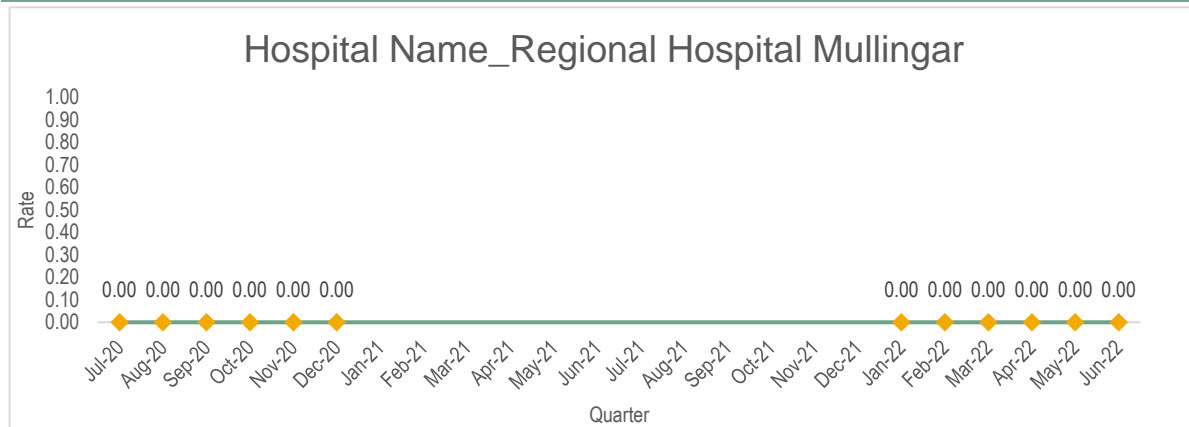 Hospital Name_Regional Hospital Mullingar
1.00
0.90
0.80
0.70
0.60
0.50
0.40
0.30
0.20
0.10
0.00
Rate
0.00 0.00 0.00 0.00 0.00 0.00 0.00 0.00 0.00 0.00 0.00 0.00
Jul-20 Aug-20 Sep-20 Oct-20 Nov-20 Dec-20 Jan-21 Feb-21 Mar-21 Apr-21 May-21 Jun-21 Jul-21 Aug-21 Sep-21 Oct-21 Nov-21 Dec-21 Jan-22 Feb-22 Mar-22 Apr-22 May-22 Jun-22
Quarter